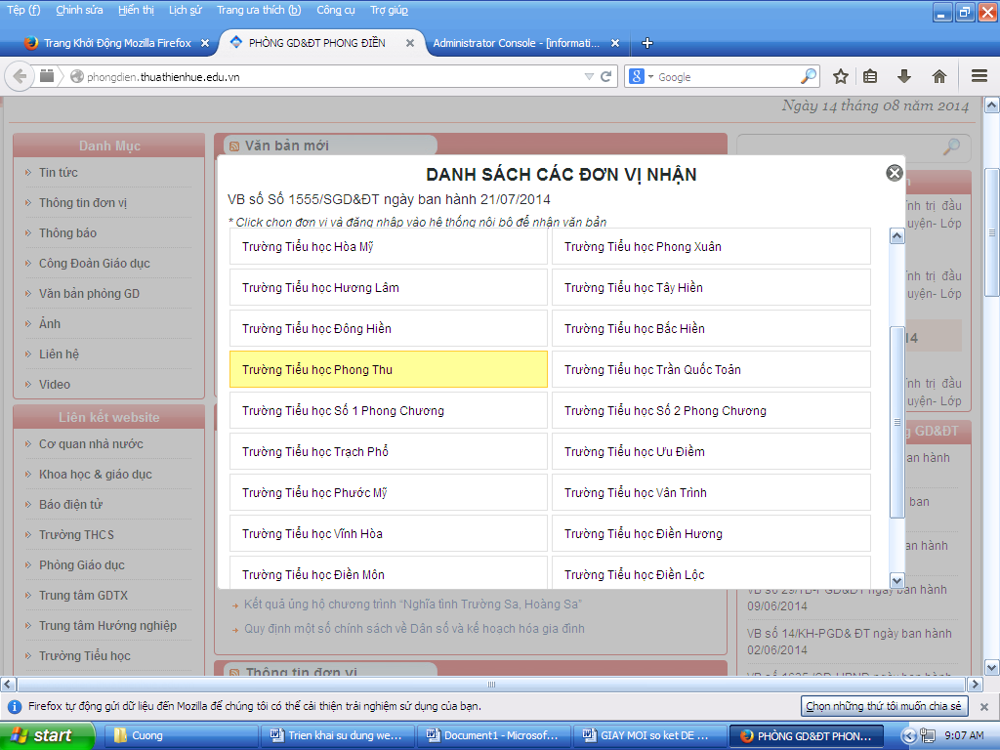 Tệp (f) Chỉnh sửa Hiển thị Lịch sử Trang ưa thích (b) Công cụ Trợ giúp
Trang Khởi Động Mozilla Firefox PHÒNG GD&ĐT PHONG ĐIỀN Administrator Console - [informati...
phongdien.thuathienhue.edu.vn Google
Ngày 14 tháng 08 năm 2014
Danh Mục
Tin tức
Thông tin đơn vị
Thông báo
Công Đoàn Giáo dục
Văn bản phòng GD
Ảnh
Liên hệ
Video
Liên kết website
Cơ quan nhà nước
Khoa học & giáo dục
Báo điện tử
Trường THCS
Phòng Giáo dục
Trung tâm GDTX
Trung tâm Hướng nghiệp
Trường Tiểu học
Văn bản mới
DANH SÁCH CÁC ĐƠN VỊ NHẬN
VB số Số 1555/SGD&ĐT ngày ban hành 21/07/2014
* Click chọn đơn vị và đăng nhập vào hệ thống nội bộ để nhận văn bản
Trường Tiểu học Hòa Mỹ Trường Tiểu học Phong Xuân
Trường Tiểu học Hương Lâm Trường Tiểu học Tây Hiền
Trường Tiểu học Đông Hiền Trường Tiểu học Bắc Hiền
Trường Tiểu học Phong Thu Trường Tiểu học Trần Quốc Toản
Trường Tiểu học Số 1 Phong Chương Trường Tiểu học Số 2 Phong Chương
Trường Tiểu học Trạch Phổ Trường Tiểu học Ưu Điềm
Trường Tiểu học Phước Mỹ Trường Tiểu học Vân Trình
Trường Tiểu học Vĩnh Hòa Trường Tiểu học Điền Hương
Trường Tiểu học Điền Môn Trường Tiểu học Điền Lộc
Kết quả ủng hộ chương trình “Nghĩa tình Trường Sa, Hoàng Sa”
Quy định một số chính sách về Dân số và kế hoạch hóa gia đình
Thông tin đơn vị
trị đầu
uyện- Lớp
trị đầu
uyện- Lớp
14
trị đầu
uyện- Lớp
GD&ĐT
ban hành
ban
ban hành
VB số 29/TB-PGD&ĐT ngày ban hành
09/06/2014
VB số 14/KH-PGD& ĐT ngày ban hành
02/06/2014
Firefox tự động gửi dữ liệu đến Mozilla để chúng tôi có thể cải thiện trải nghiệm sử dụng của bạn. Chọn những thứ tôi muốn chia sẻ
start Cuong Trien khai su dung we... Document1 - Microsof... GIAY MOI so ket DE ... PHÒNG GD&ĐT PHON... 9:07 AM